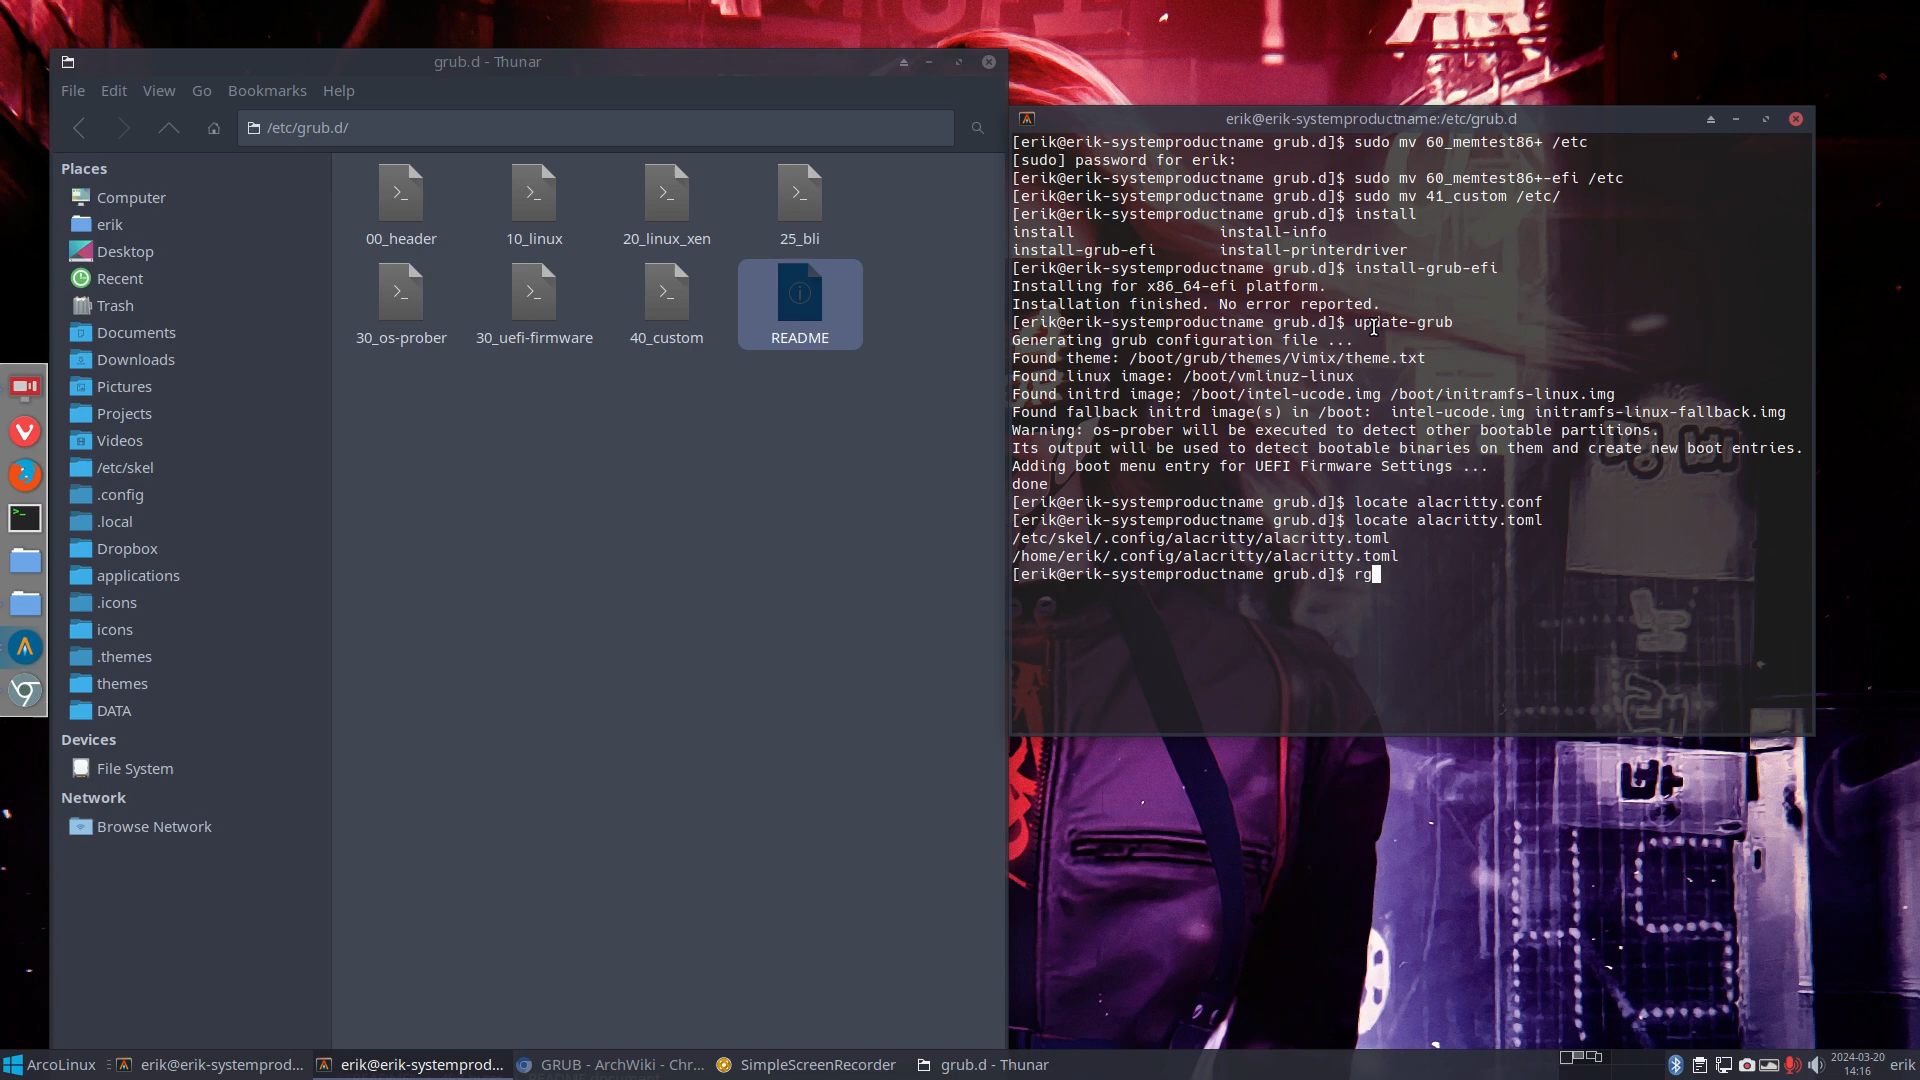 grub.d - Thunar
File Edit View Go Bookmarks Help
/etc/grub.d/
Places
Computer
erik
Desktop
Recent
Trash
Documents
Downloads
Pictures
Projects
Videos
/etc/skel
.config
.local
Dropbox
applications
.icons
icons
.themes
themes
DATA
Devices
File System
Network
Browse Network
00_header 10_linux 20_linux_xen 25_bli
30_os-prober 30_uefi-firmware 40_custom README
erik@erik-systemproductname:/etc/grub.d
[erik@erik-systemproductname grub.d]$ sudo mv 60_memtest86+ /etc
[sudo] password for erik:
[erik@erik-systemproductname grub.d]$ sudo mv 60_memtest86+-efi /etc
[erik@erik-systemproductname grub.d]$ sudo mv 41_custom /etc/
[erik@erik-systemproductname grub.d]$ install
install install-info
install-grub-efi install-printerdriver
[erik@erik-systemproductname grub.d]$ install-grub-efi
Installing for x86_64-efi platform.
Installation finished. No error reported.
[erik@erik-systemproductname grub.d]$ update-grub
Generating grub configuration file ...
Found theme: /boot/grub/themes/Vimix/theme.txt
Found linux image: /boot/vmlinuz-linux
Found initrd image: /boot/intel-ucode.img /boot/initramfs-linux.img
Found fallback initrd image(s) in /boot:  intel-ucode.img initramfs-linux-fallback.img
Warning: os-prober will be executed to detect other bootable partitions.
Its output will be used to detect bootable binaries on them and create new boot entries.
Adding boot menu entry for UEFI Firmware Settings ...
done
[erik@erik-systemproductname grub.d]$ locate alacritty.conf
[erik@erik-systemproductname grub.d]$ locate alacritty.toml
/etc/skel/.config/alacritty/alacritty.toml
/home/erik/.config/alacritty/alacritty.toml
[erik@erik-systemproductname grub.d]$ rg
ArcoLinux erik@erik-systemprod... erik@erik-systemprod... GRUB - ArchWiki - Chr... SimpleScreenRecorder grub.d - Thunar
2024-03-20
14:16
erik